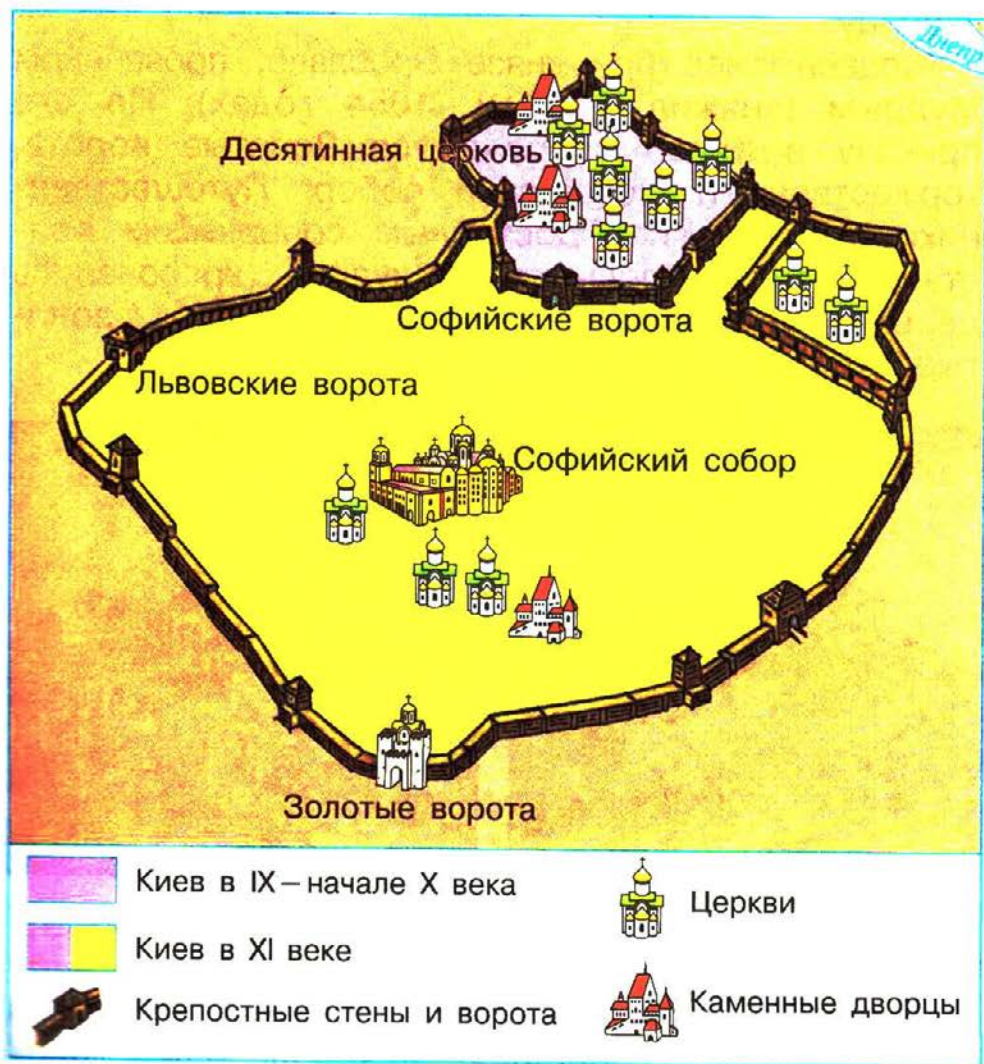 Днепр
Десятинная церковь
Софийские ворота
Львовские ворота
Софийский собор
Золотые ворота
Киев в IX – начале X века
Киев в XI веке
Крепостные стены и ворота
Церкви
Каменные дворцы